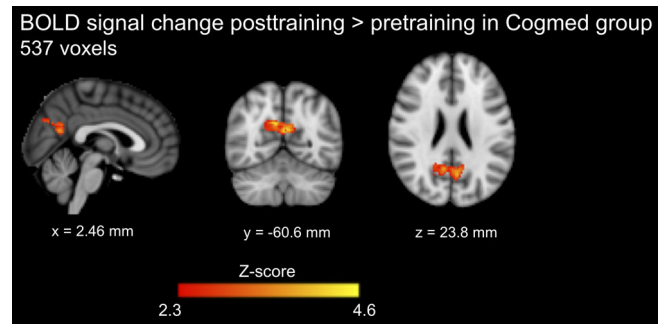 BOLD signal change posttraining > pretraining in Cogmed group
537 voxels
x = 2.46 mm
y = -60.6 mm
z = 23.8 mm
Z-score
2.3
4.6